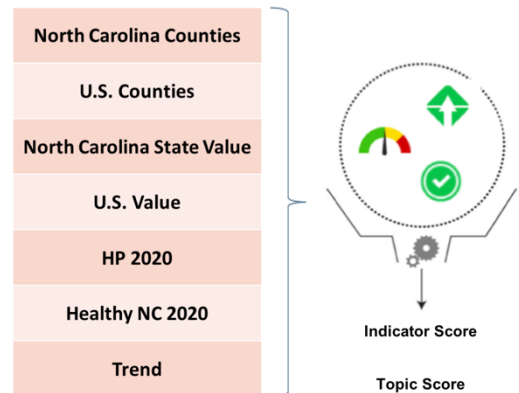 North Carolina Counties
U.S. Counties
North Carolina State Value
U.S. Value
HP 2020
Healthy NC 2020
Trend
Indicator Score
Topic Score